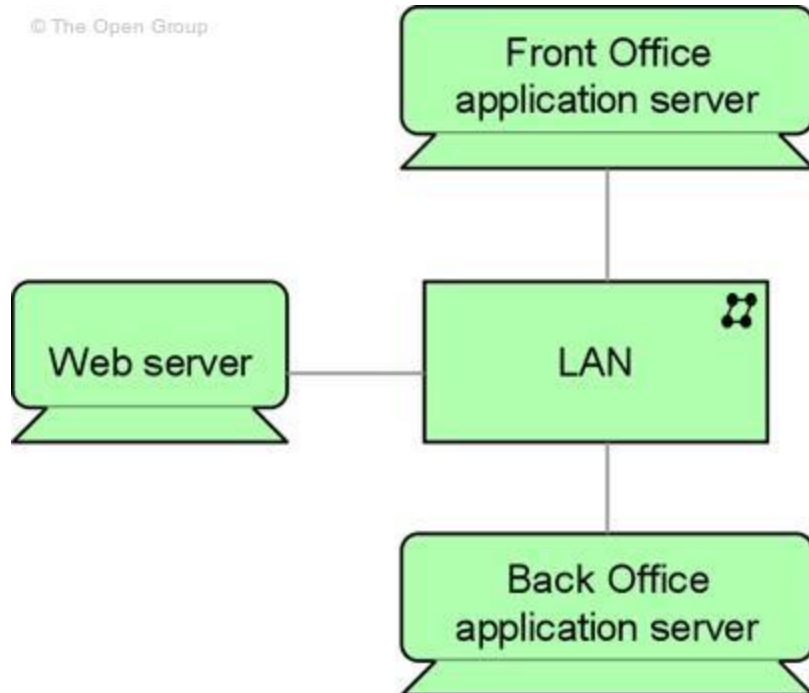 © The Open Group
Front Office
application server
Web server
LAN
Back Office
application server